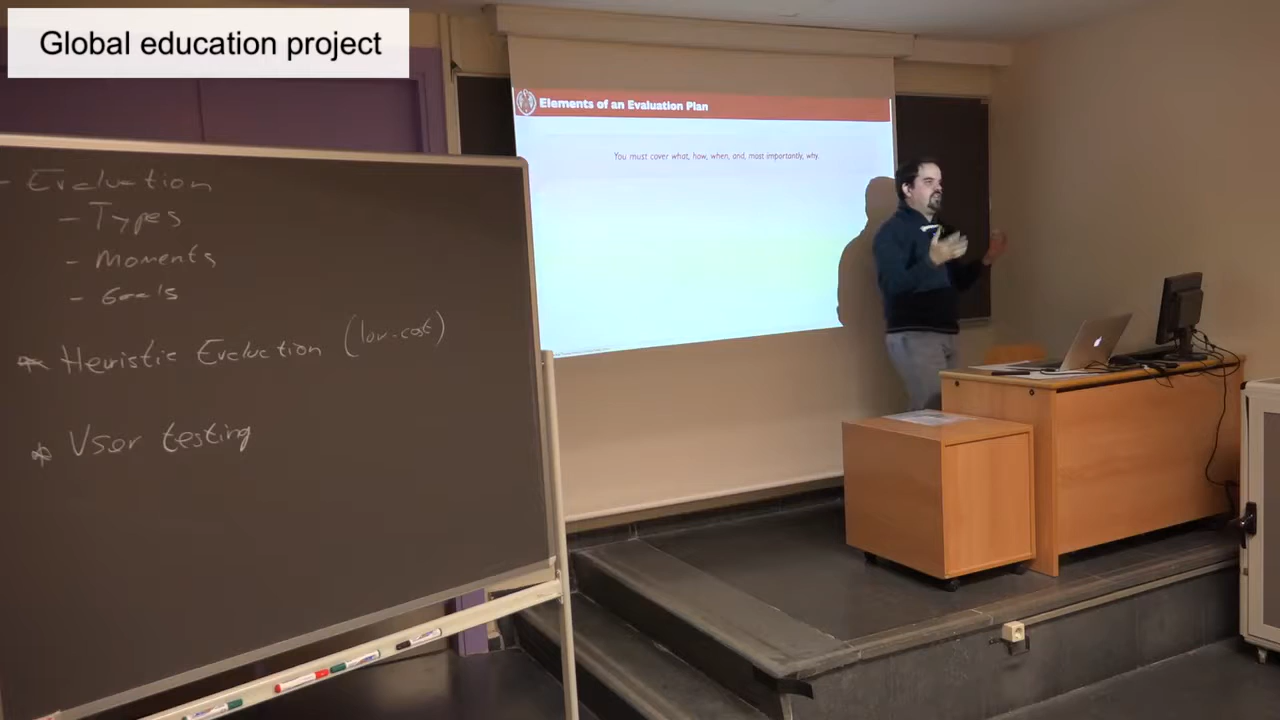 Global education project
Elements of an Evaluation Plan
You must cover what, how, when, and, most importantly, why.
- Evaluation
- Types
- Moments
- Goals
* Heuristic Evaluation (low-cost)
* User testing